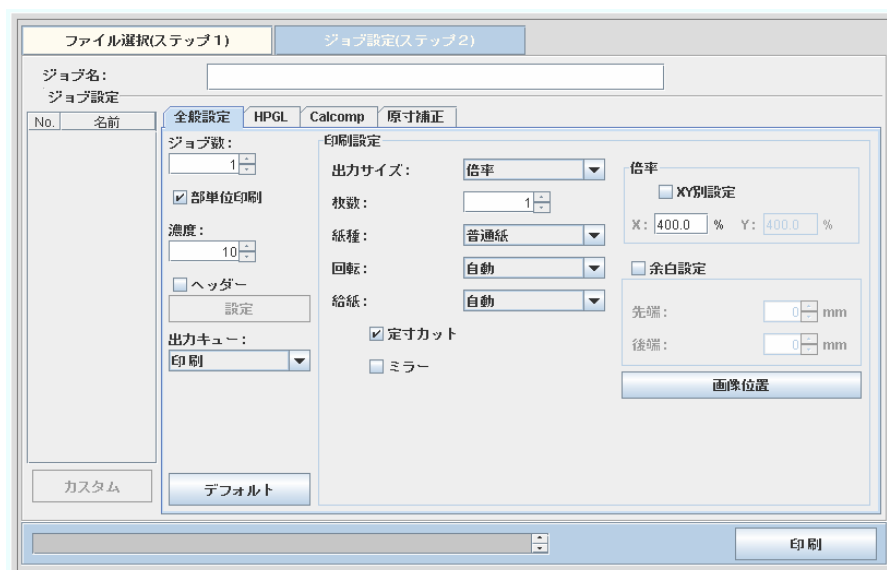 ファイル選択(ステップ1)
ジョブ設定(ステップ2)
ジョブ名:
ジョブ設定
No. 名前
全般設定 HPGL Calcomp 原寸補正
ジョブ数:
1
部単位印刷
濃度:
10
ヘッダー
設定
出力キュー:
印刷
デフォルト
カスタム
印刷設定
出力サイズ: 倍率
枚数: 1
紙種: 普通紙
回転: 自動
給紙: 自動
定寸カット
ミラー
倍率
XY別設定
X: 400.0 % Y: 400.0 %
余白設定
先端: 0 mm
後端: 0 mm
画像位置
印刷